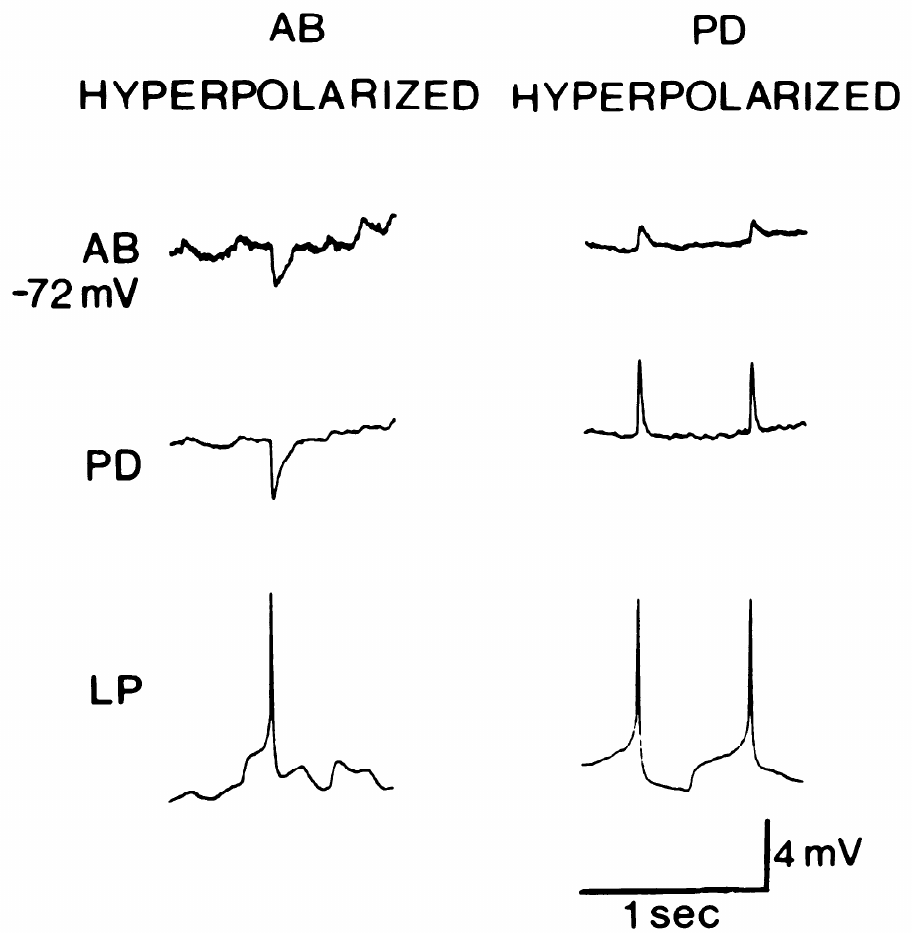 AB
HYPERPOLARIZED
PD
HYPERPOLARIZED
AB
-72 mV
PD
LP
4 mV
1 sec